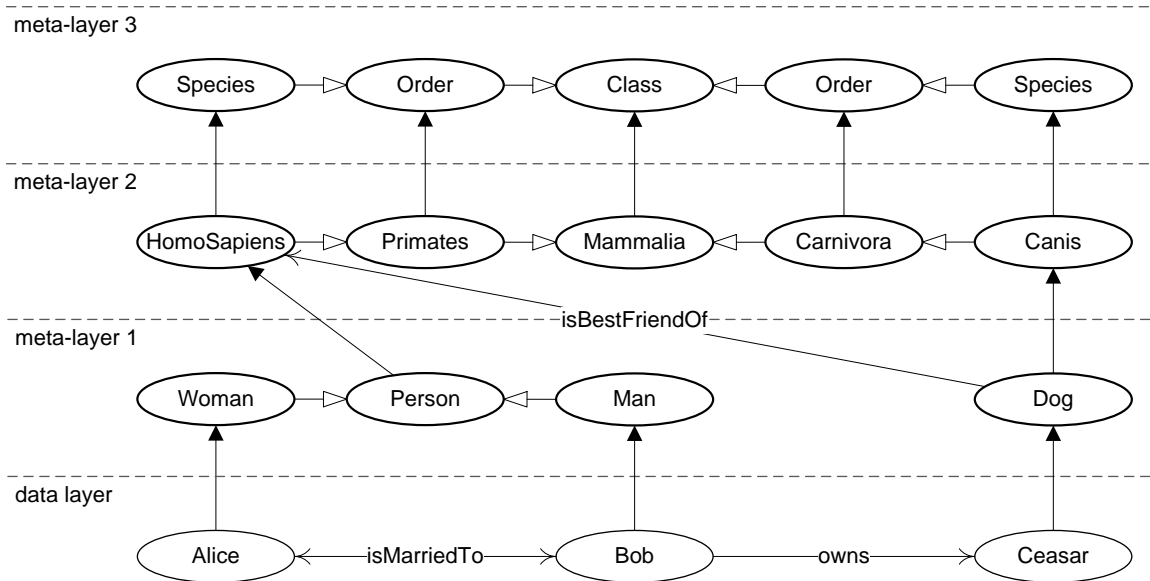 meta-layer 3
Species Order Class Order Species
meta-layer 2
HomoSapiens Primates Mammalia Carnivora Canis
isBestFriendOf
meta-layer 1
Woman Person Man Dog
data layer
Alice isMarriedTo Bob owns Ceasar